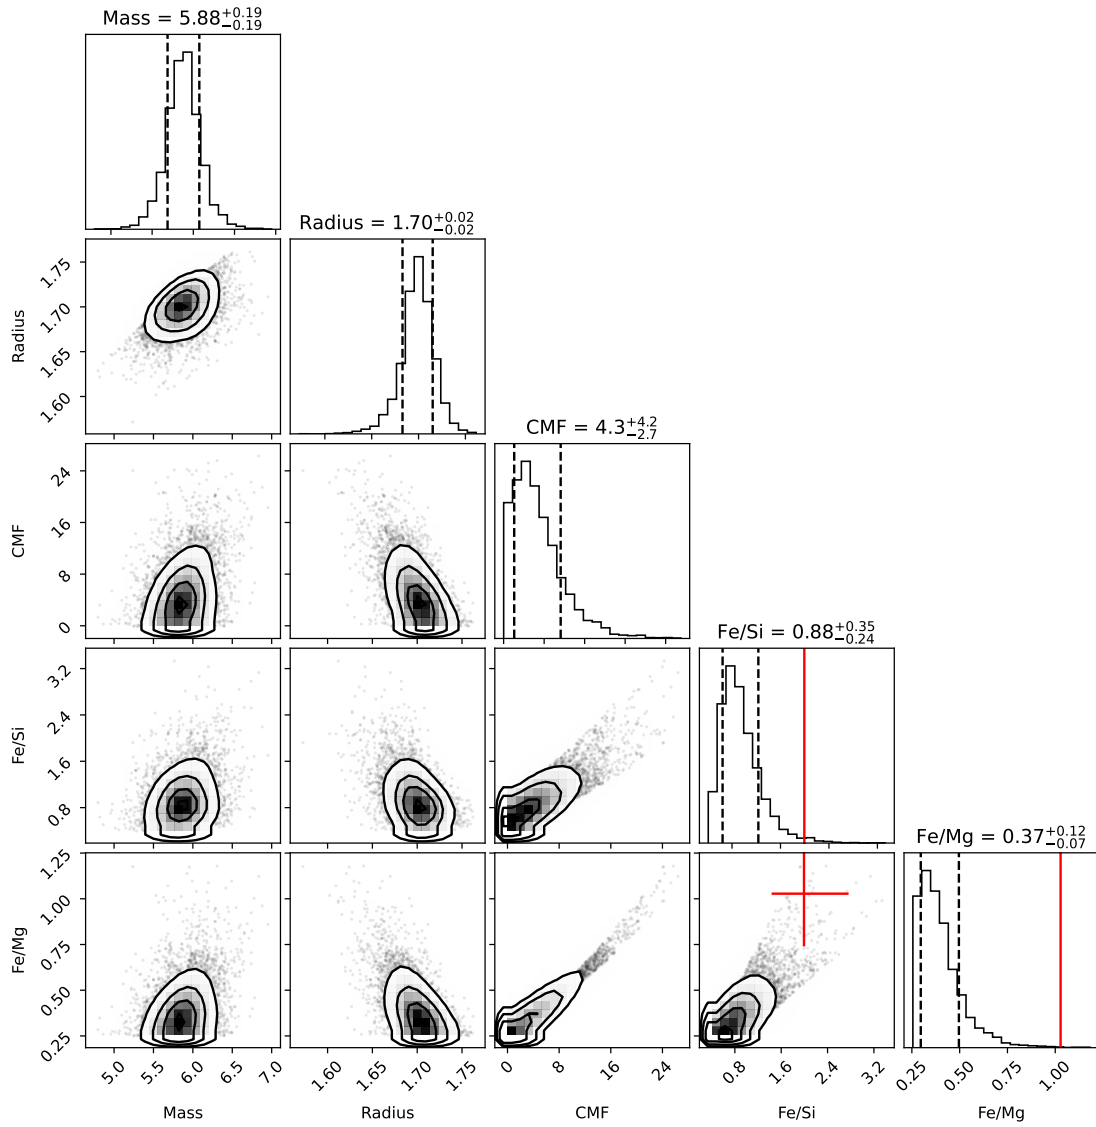 Mass = 5.88+0.19−0.19
Radius = 1.70+0.02−0.02
1.75
1.70
1.65
1.60
Radius
CMF = 4.3+4.2−2.7
24
16
8
0
CMF
Fe/Si = 0.88+0.35−0.24
3.2
2.4
1.6
0.8
Fe/Si
Fe/Mg = 0.37+0.12−0.07
1.25
1.00
0.75
0.50
0.25
Fe/Mg
5.0 5.5 6.0 6.5 7.0
1.60 1.65 1.70 1.75
0 8 16 24
0.8 1.6 2.4 3.2
0.25 0.50 0.75 1.00
Mass Radius CMF Fe/Si Fe/Mg